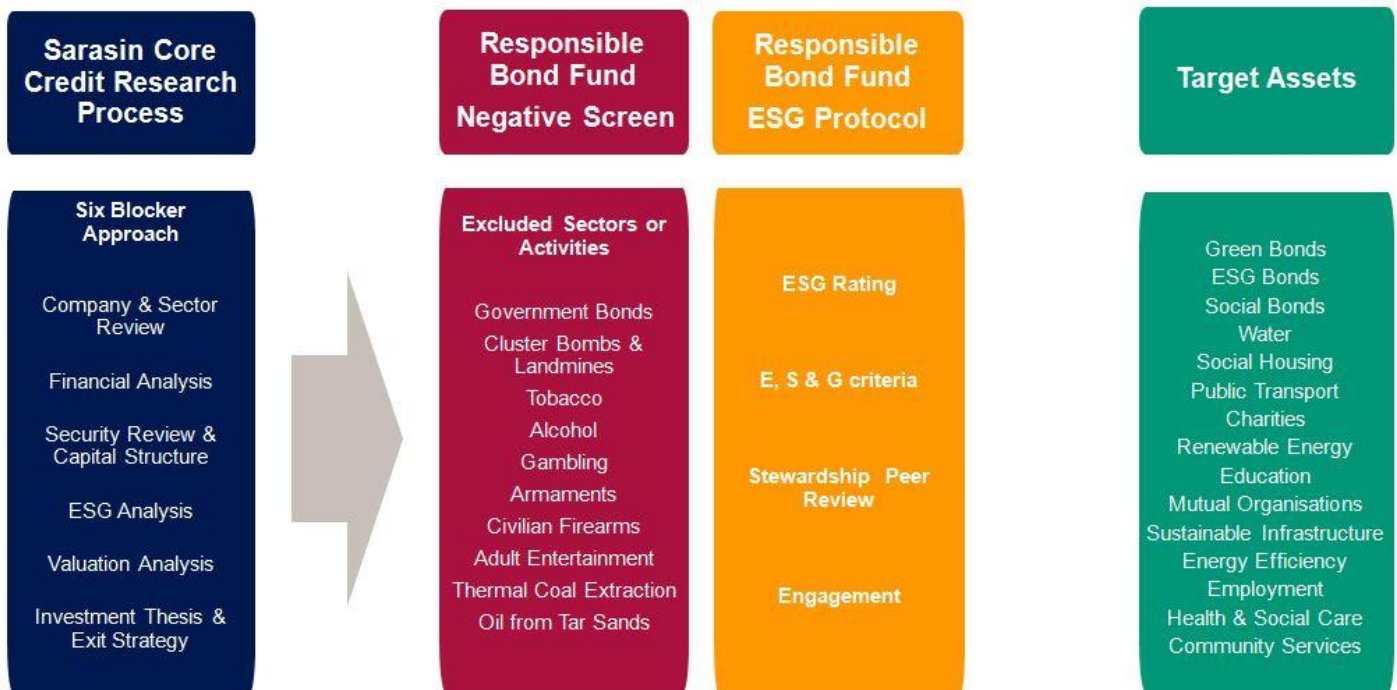 Sarasin Core
Credit Research
Process
Six Blocker
Approach
Company & Sector
Review
Financial Analysis
Security Review &
Capital Structure
ESG Analysis
Valuation Analysis
Investment Thesis &
Exit Strategy
Responsible
Bond Fund
Negative Screen
Excluded Sectors or
Activities
Government Bonds
Cluster Bombs &
Landmines
Tobacco
Alcohol
Gambling
Armaments
Civilian Firearms
Adult Entertainment
Thermal Coal Extraction
Oil from Tar Sands
Responsible
Bond Fund
ESG Protocol
ESG Rating
E, S & G criteria
Stewardship Peer
Review
Engagement
Target Assets
Green Bonds
ESG Bonds
Social Bonds
Water
Social Housing
Public Transport
Charities
Renewable Energy
Education
Mutual Organisations
Sustainable Infrastructure
Energy Efficiency
Employment
Health & Social Care
Community Services